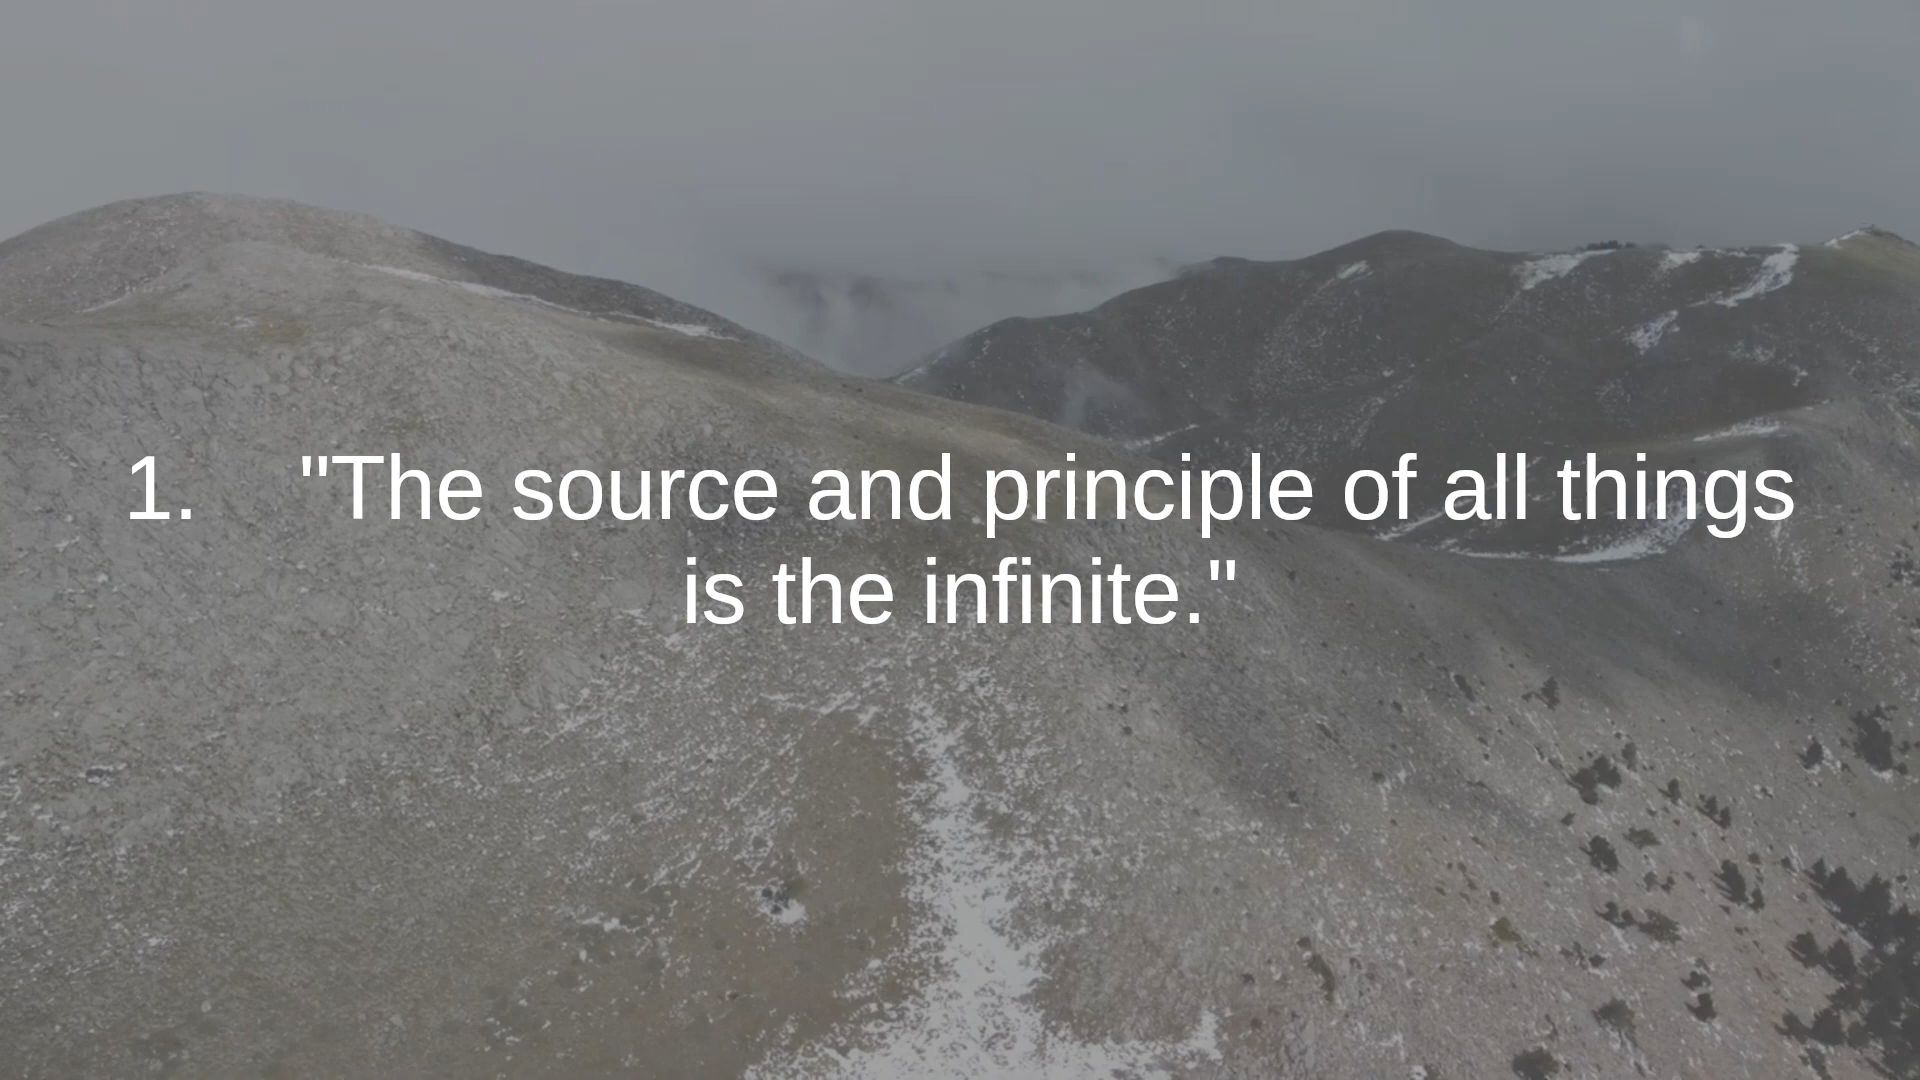 1. "The source and principle of all things
is the infinite."